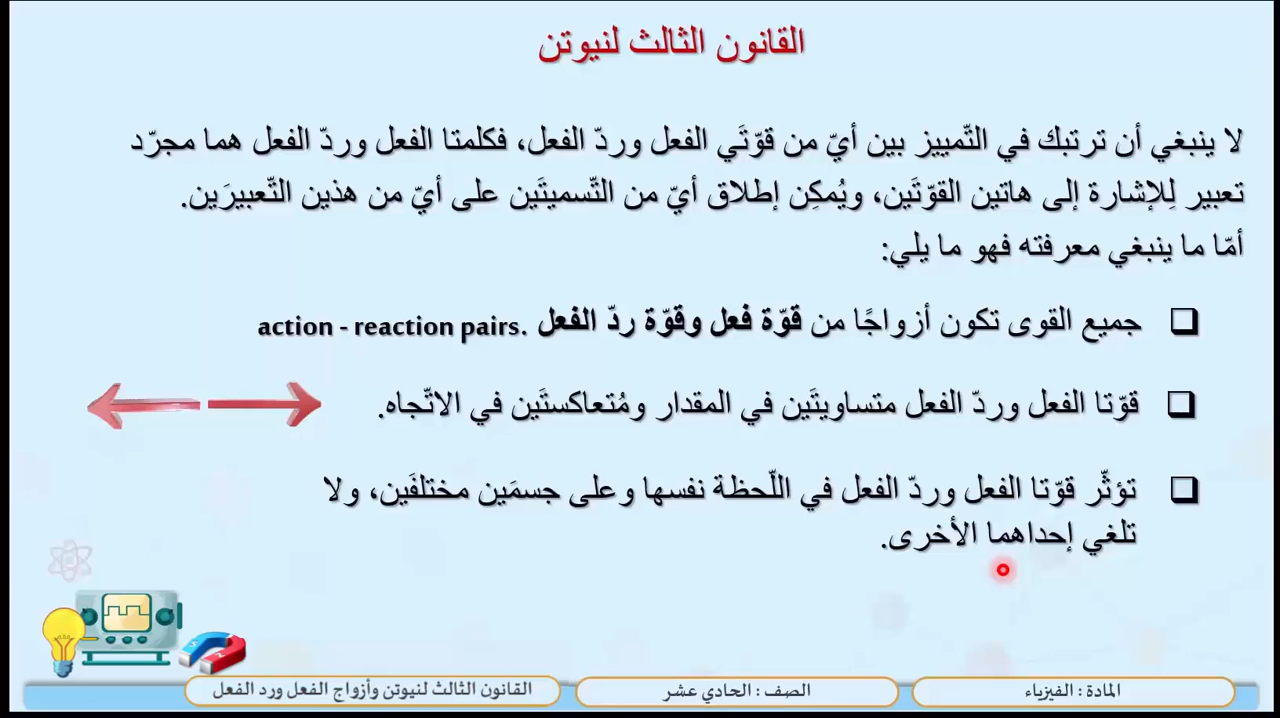 القانون الثالث لنيوتن
لا ينبغي أن ترتبك في التّمييز بين أيّ من قوّتَي الفعل وردّ الفعل، فكلمتا الفعل وردّ الفعل هما مجرّد
تعبير لِلإشارة إلى هاتين القوّتَين، ويُمكِن إطلاق أيّ من التّسميتَين على أيّ من هذين التّعبيرَين.
أمّا ما ينبغي معرفته فهو ما يلي:
جميع القوى تكون أزواجًا من قوّة فعل وقوّة ردّ الفعل .action - reaction pairs
قوّتا الفعل وردّ الفعل متساويتَين في المقدار ومُتعاكستَين في الاتّجاه.
تؤثّر قوّتا الفعل وردّ الفعل في اللّحظة نفسها وعلى جسمَين مختلفَين، ولا
تلغي إحداهما الأخرى.
المادة : الفيزياء
الصف : الحادي عشر
القانون الثالث لنيوتن وأزواج الفعل ورد الفعل